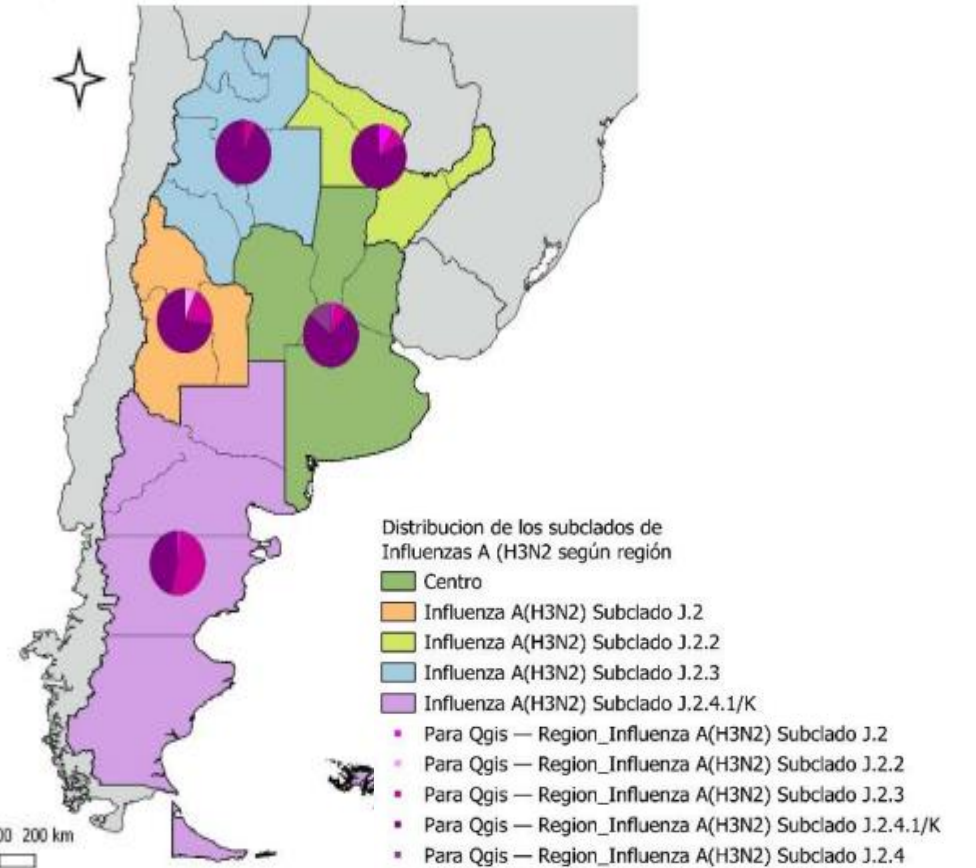 Distribucion de los subclados de
Influenzas A (H3N2 según región
Centro
Influenza A(H3N2) Subclado J.2
Influenza A(H3N2) Subclado J.2.2
Influenza A(H3N2) Subclado J.2.3
Influenza A(H3N2) Subclado J.2.4.1/K
Para Qgis — Region_Influenza A(H3N2) Subclado J.2
Para Qgis — Region_Influenza A(H3N2) Subclado J.2.2
Para Qgis — Region_Influenza A(H3N2) Subclado J.2.3
Para Qgis — Region_Influenza A(H3N2) Subclado J.2.4.1/K
00 200 km
Para Qgis — Region_Influenza A(H3N2) Subclado J.2.4